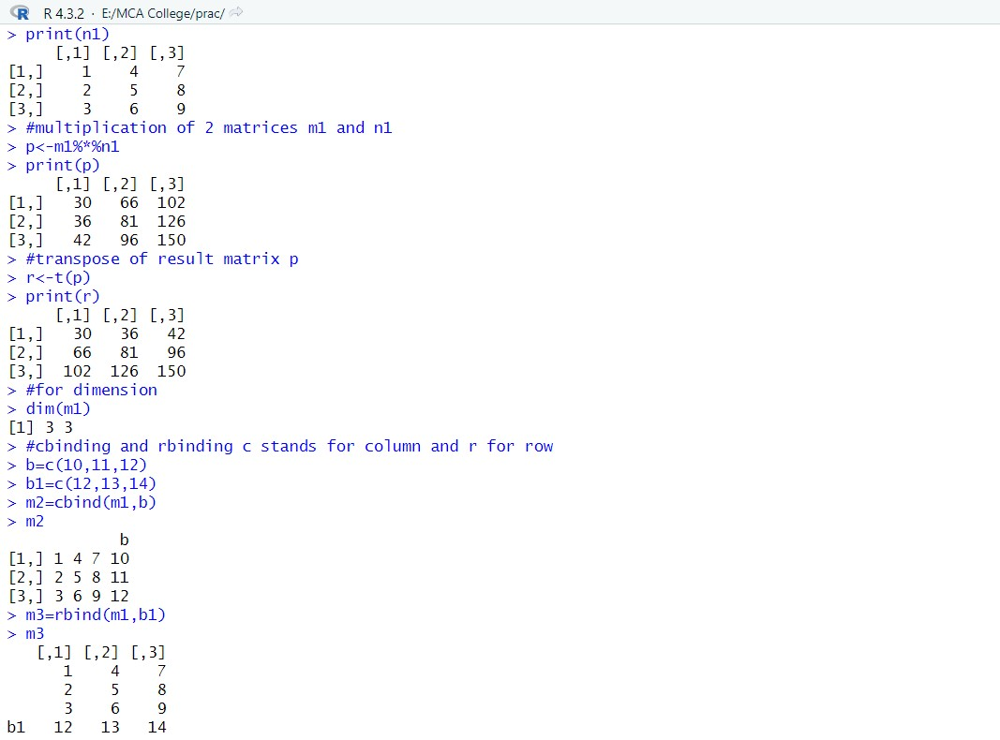 R 4.3.2 · E:/MCA College/prac/
> print(n1)
     [,1] [,2] [,3]
[1,]    1    4    7
[2,]    2    5    8
[3,]    3    6    9
> #multiplication of 2 matrices m1 and n1
> p<-m1%*%n1
> print(p)
     [,1] [,2] [,3]
[1,]   30   66  102
[2,]   36   81  126
[3,]   42   96  150
> #transpose of result matrix p
> r<-t(p)
> print(r)
     [,1] [,2] [,3]
[1,]   30   36   42
[2,]   66   81   96
[3,]  102  126  150
> #for dimension
> dim(m1)
[1] 3 3
> #cbinding and rbinding c stands for column and r for row
> b=c(10,11,12)
> b1=c(12,13,14)
> m2=cbind(m1,b)
> m2
            b
[1,] 1 4 7 10
[2,] 2 5 8 11
[3,] 3 6 9 12
> m3=rbind(m1,b1)
> m3
   [,1] [,2] [,3]
      1    4    7
      2    5    8
      3    6    9
b1   12   13   14